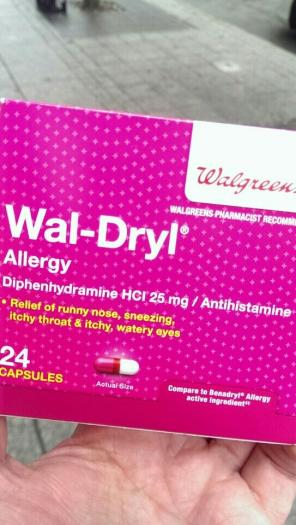 Walgreens
WALGREENS PHARMACIST RECOMM
Wal-Dryl®
Allergy
Diphenhydramine HCl 25 mg / Antihistamine
• Relief of runny nose, sneezing,
itchy throat & itchy, watery eyes
24
CAPSULES
Actual Size
Compare to Benadryl® Allergy
active ingredient‡‡